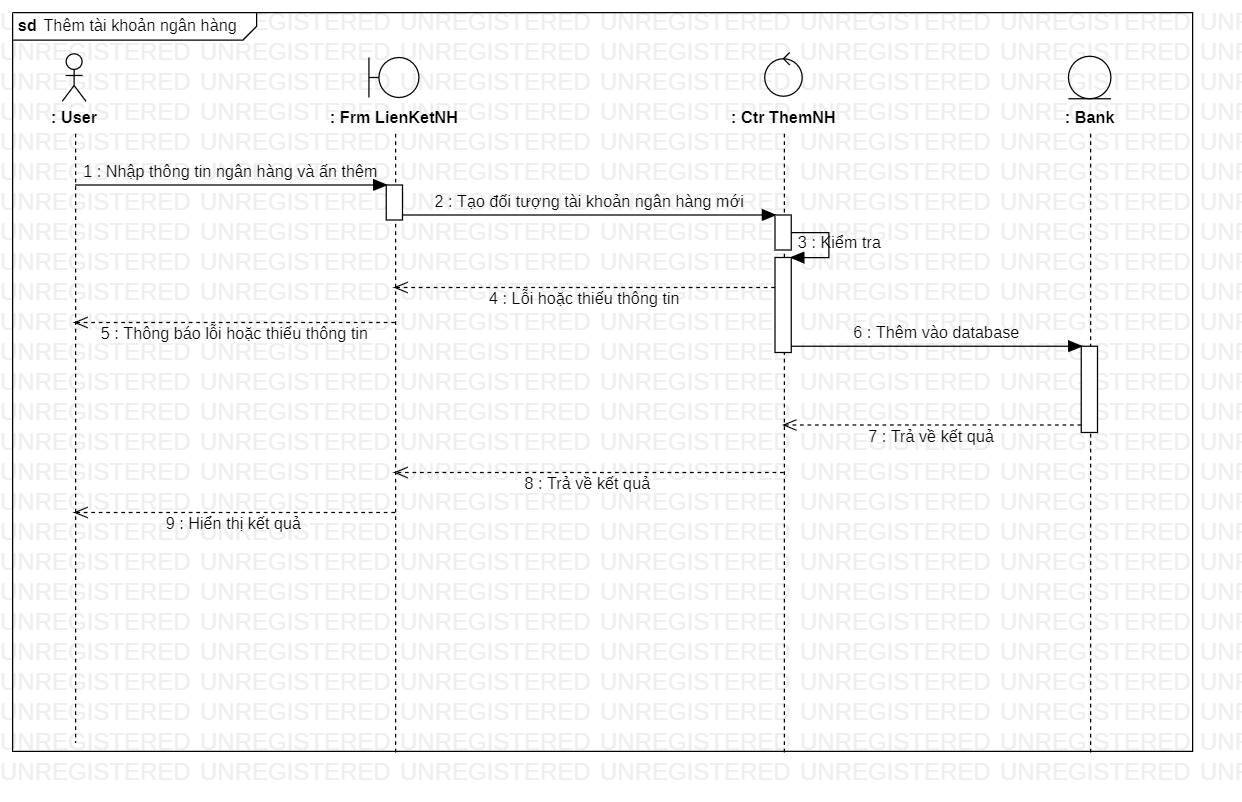 sd Thêm tài khoản ngân hàng
: User
: Frm LienKetNH
: Ctr ThemNH
: Bank
1 : Nhập thông tin ngân hàng và ấn thêm
2 : Tạo đối tượng tài khoản ngân hàng mới
3 : Kiểm tra
4 : Lỗi hoặc thiếu thông tin
5 : Thông báo lỗi hoặc thiếu thông tin
6 : Thêm vào database
7 : Trả về kết quả
8 : Trả về kết quả
9 : Hiển thị kết quả
UNREGISTERED